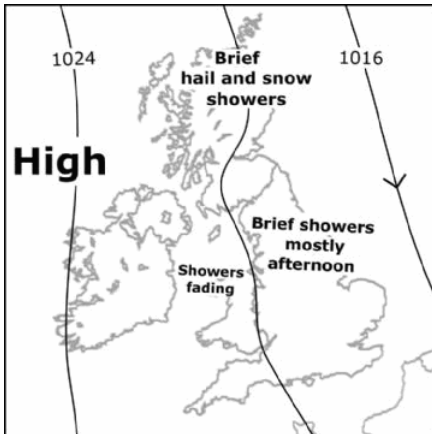 Brief
hail and snow
showers
1024
1016
High
Brief showers
mostly
afternoon
Showers
fading